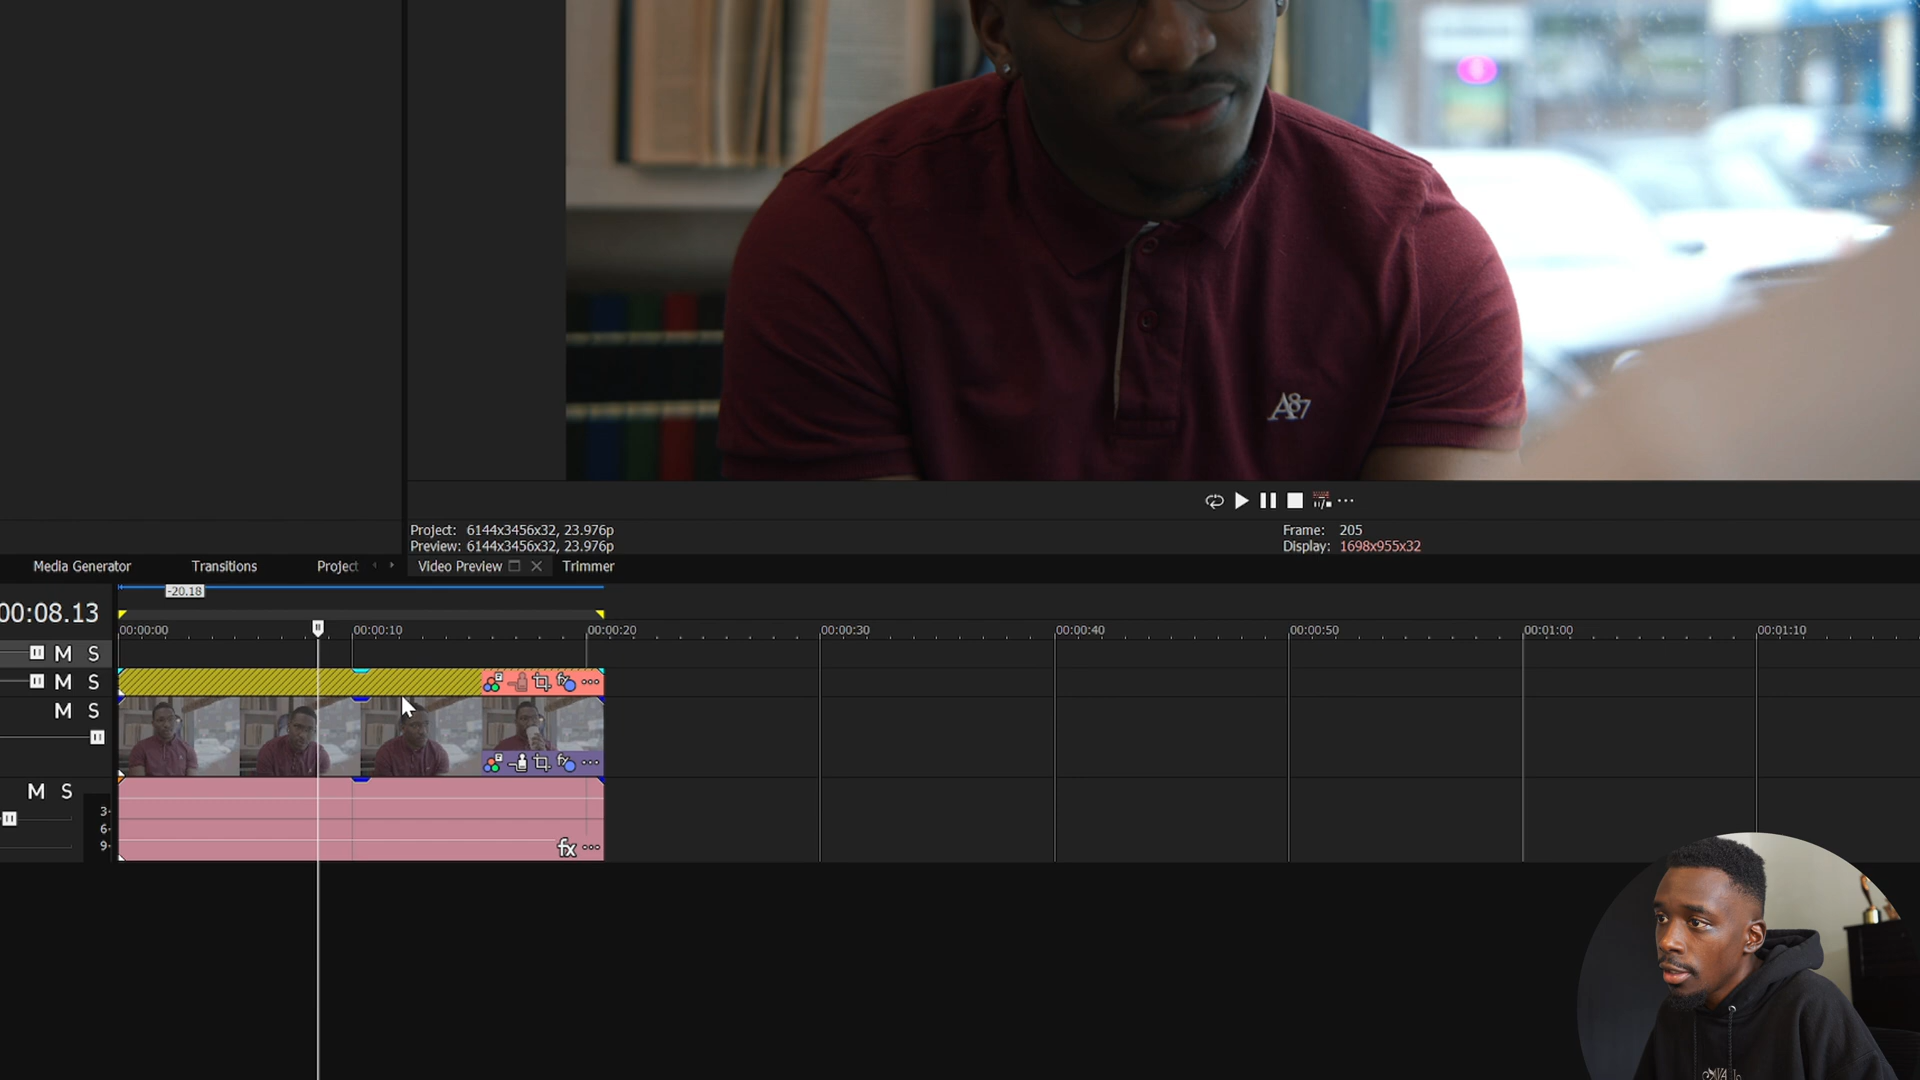 A87
Project: 6144x3456x32, 23.976p
Preview: 6144x3456x32, 23.976p
Frame: 205
Display: 1698x955x32
Media Generator
Transitions
Project
Video Preview
Trimmer
-20.18
00:08.13
00:00:00
00:00:10
00:00:20
00:00:30
00:00:40
00:00:50
00:01:00
00:01:10
M S
M S
M S
M S
3-
6-
9-
fx